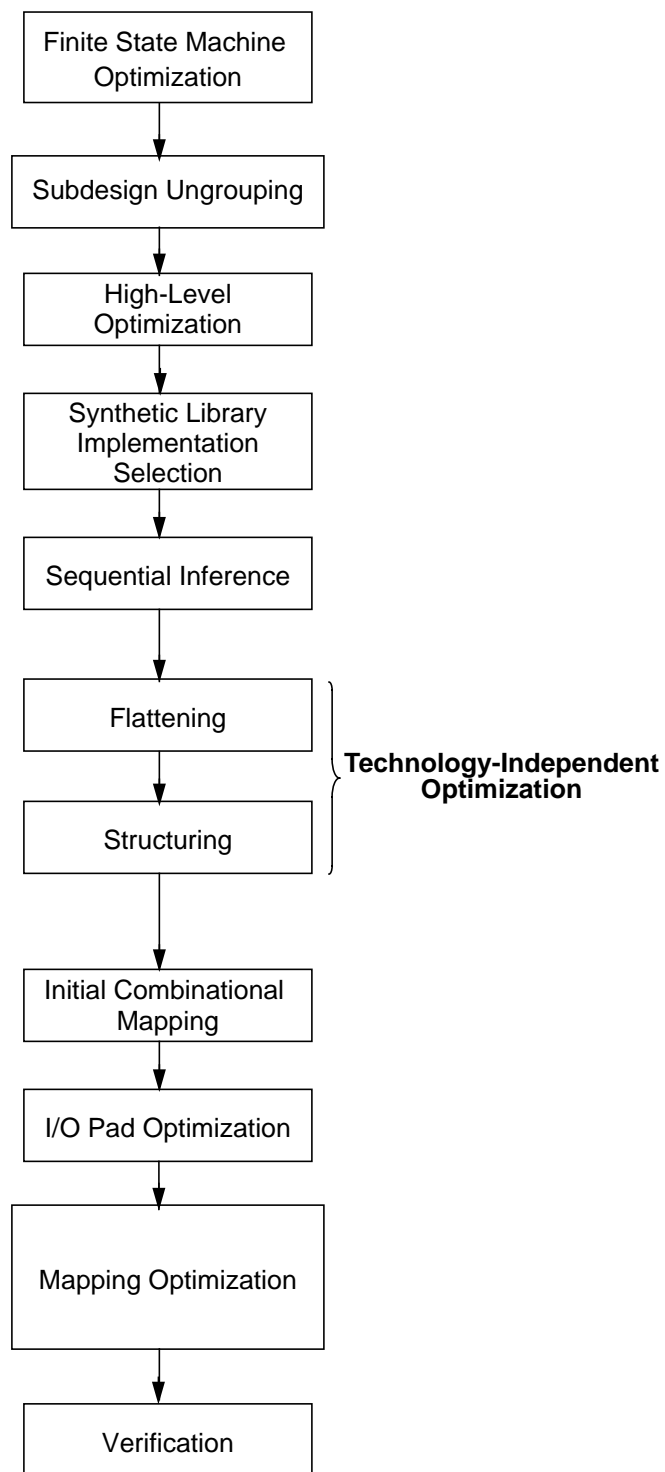 Finite State Machine
Optimization
Subdesign Ungrouping
High-Level
Optimization
Synthetic Library
Implementation
Selection
Sequential Inference
Flattening
Technology-Independent
Optimization
Structuring
Initial Combinational
Mapping
I/O Pad Optimization
Mapping Optimization
Verification